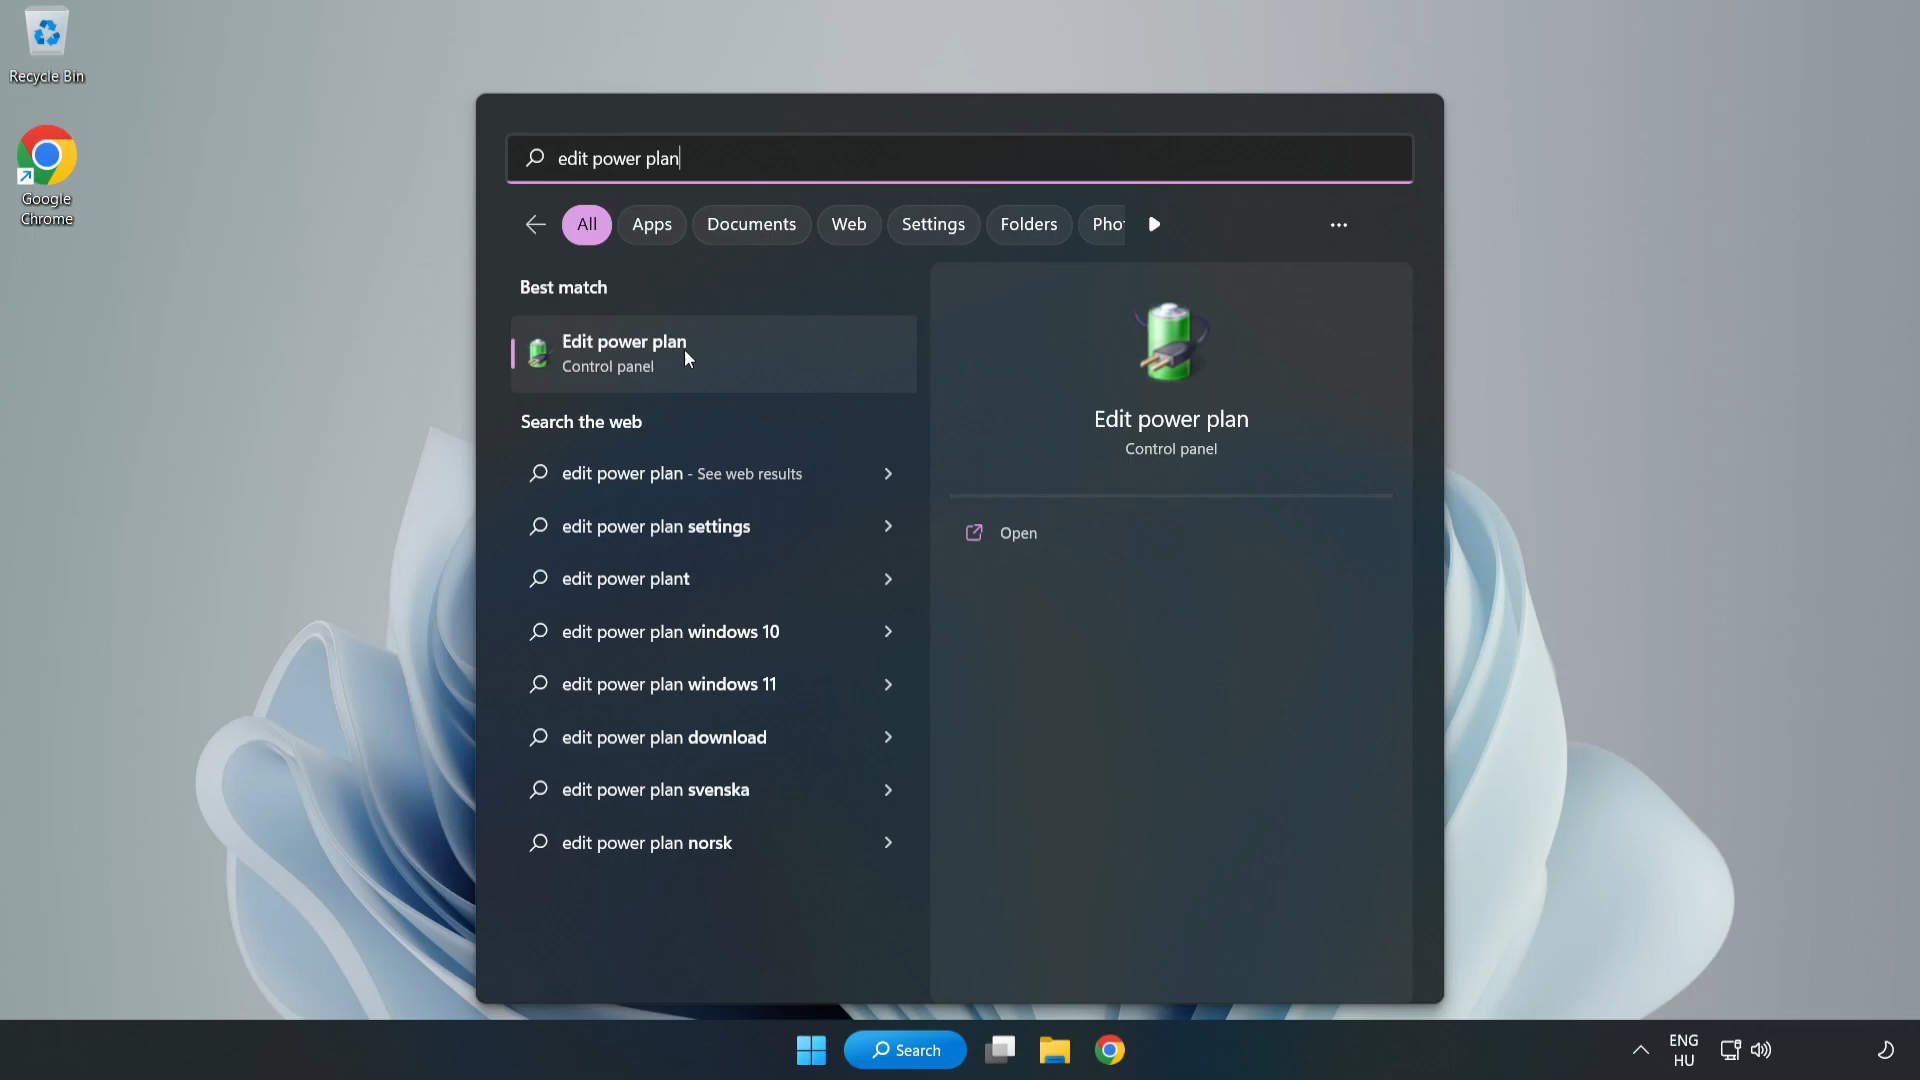 Recycle Bin
Google
Chrome
edit power plan
All
Apps
Documents
Web
Settings
Folders
Pho
Best match
Edit power plan
Control panel
Search the web
edit power plan - See web results
edit power plan settings
edit power plant
edit power plan windows 10
edit power plan windows 11
edit power plan download
edit power plan svenska
edit power plan norsk
Edit power plan
Control panel
Open
Search
ENG
HU